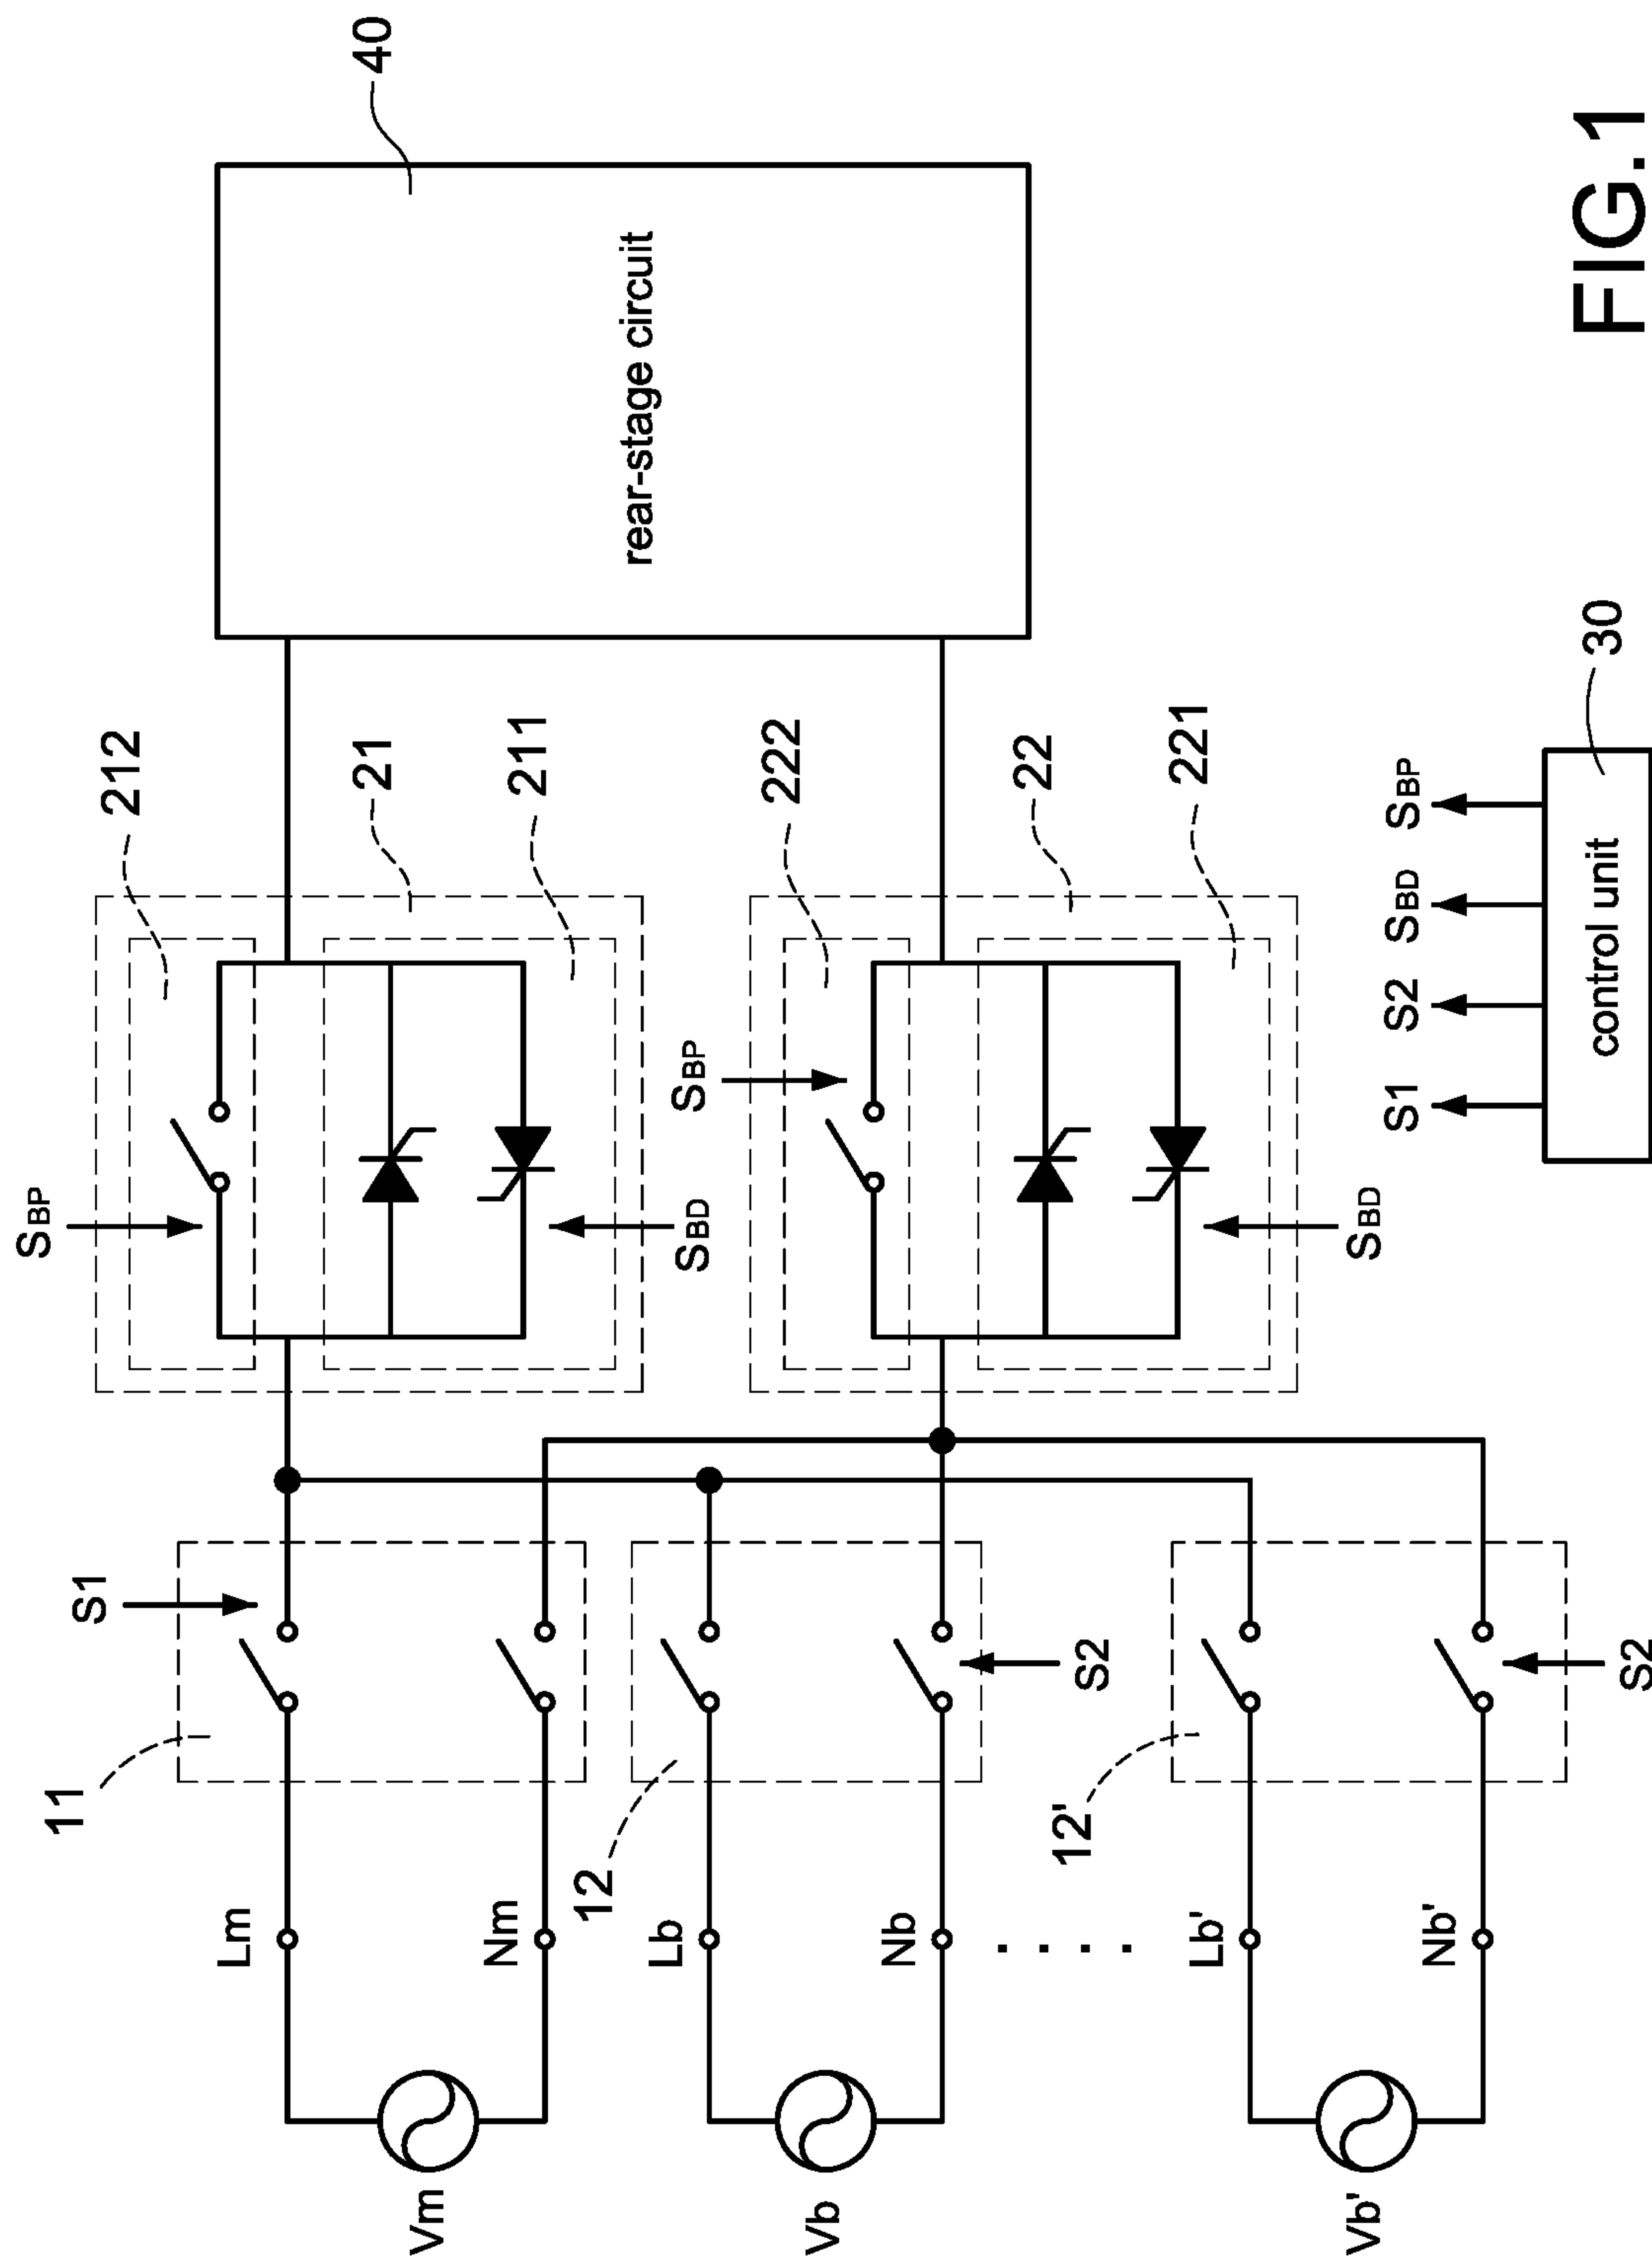 40
rear-stage circuit
212
21
211
222
22
221
SBP
SBD
SBP
SBD
S1
11
S2
12
S2
12'
Lm
Nm
Lb
Nb
. . . .
Lb'
Nb'
Vm
Vb
Vb'
S1
S2
SBD
SBP
control unit
30
FIG.1